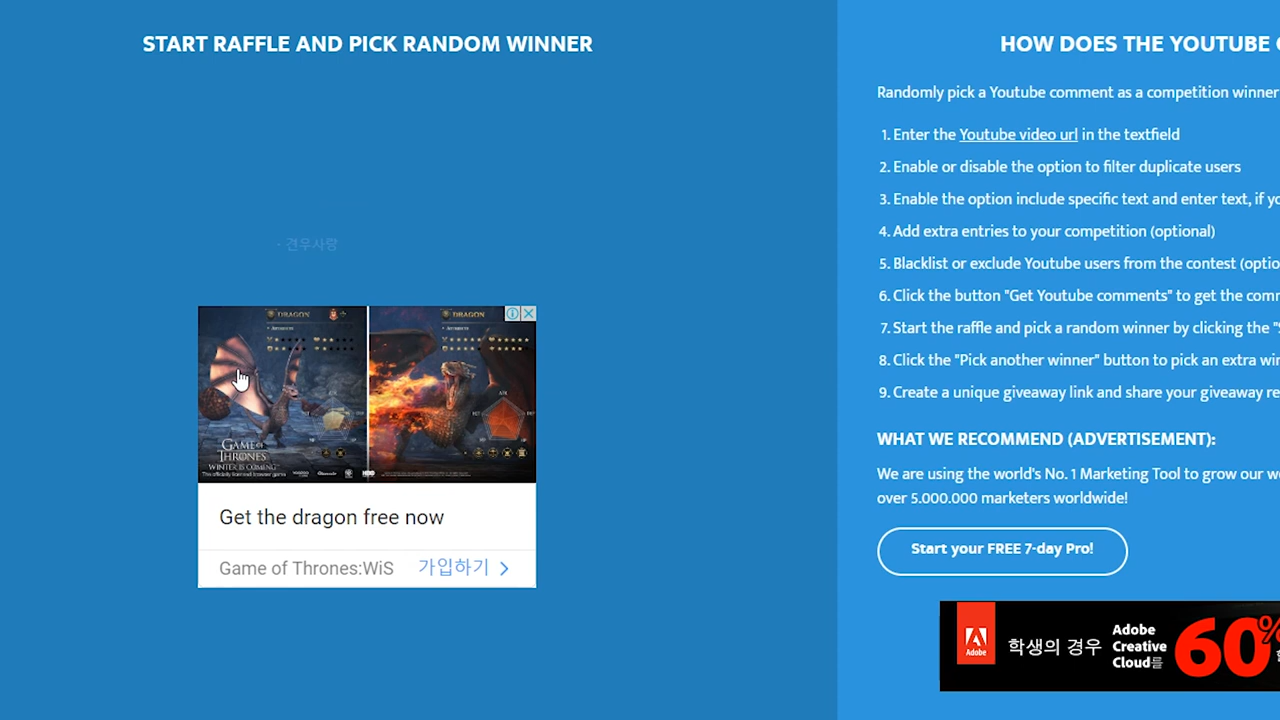 START RAFFLE AND PICK RANDOM WINNER
· 견우사랑
DRAGON
DRAGON
GAME OF
THRONES
WINTER IS COMING
HBO
Get the dragon free now
Game of Thrones:WiS 가입하기
HOW DOES THE YOUTUBE
Randomly pick a Youtube comment as a competition winner
1. Enter the Youtube video url in the textfield
2. Enable or disable the option to filter duplicate users
3. Enable the option include specific text and enter text, if yo
4. Add extra entries to your competition (optional)
5. Blacklist or exclude Youtube users from the contest (optio
6. Click the button "Get Youtube comments" to get the com
7. Start the raffle and pick a random winner by clicking the "
8. Click the "Pick another winner" button to pick an extra win
9. Create a unique giveaway link and share your giveaway re
WHAT WE RECOMMEND (ADVERTISEMENT):
We are using the world's No. 1 Marketing Tool to grow our we
over 5.000.000 marketers worldwide!
Start your FREE 7-day Pro!
Adobe
학생의 경우
Adobe
Creative
Cloud를
60%